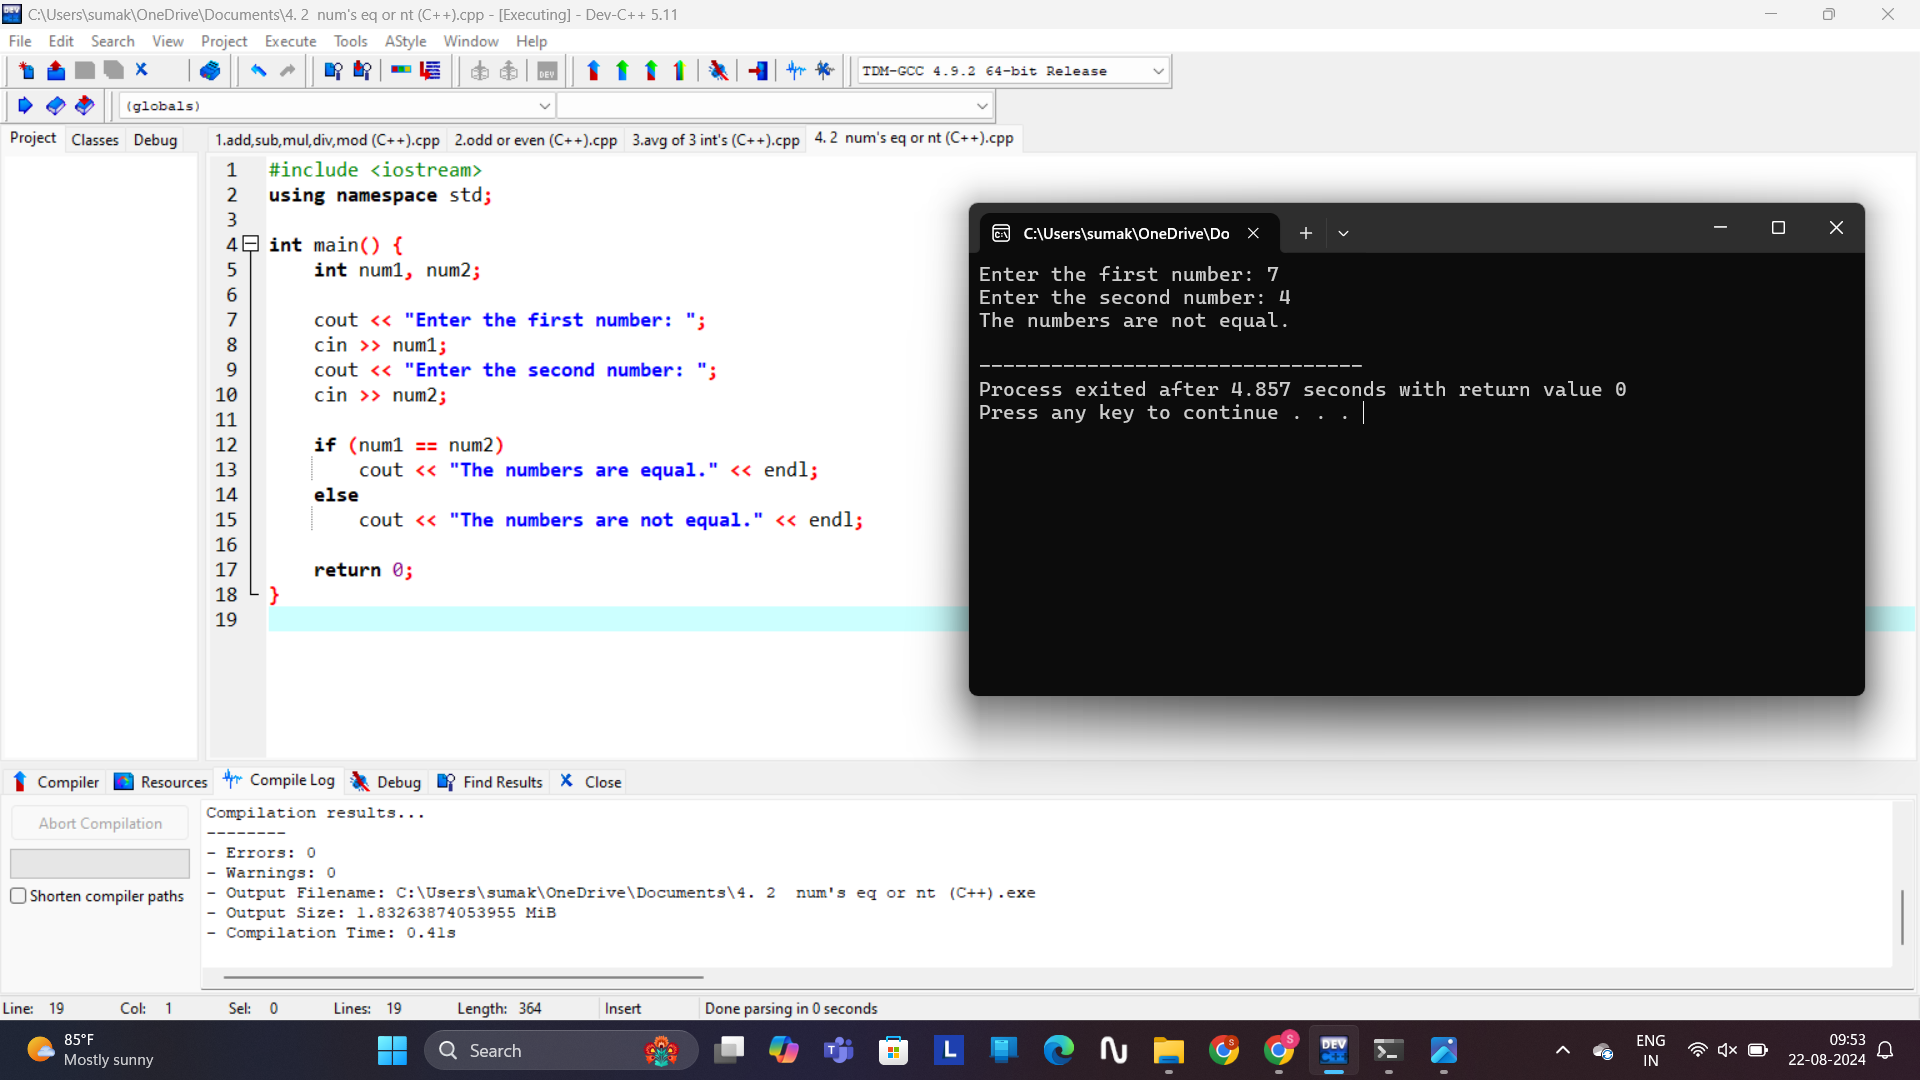 C:\Users\sumak\OneDrive\Documents\4. 2  num's eq or nt (C++).cpp - [Executing] - Dev-C++ 5.11
File Edit Search View Project Execute Tools AStyle Window Help
TDM-GCC 4.9.2 64-bit Release
(globals)
Project Classes Debug
1.add,sub,mul,div,mod (C++).cpp 2.odd or even (C++).cpp 3.avg of 3 int's (C++).cpp 4. 2  num's eq or nt (C++).cpp
1 #include <iostream>
2 using namespace std;
3
4 int main() {
5 int num1, num2;
6
7 cout << "Enter the first number: ";
8 cin >> num1;
9 cout << "Enter the second number: ";
10 cin >> num2;
11
12 if (num1 == num2)
13 cout << "The numbers are equal." << endl;
14 else
15 cout << "The numbers are not equal." << endl;
16
17 return 0;
18 }
19
C:\Users\sumak\OneDrive\Do
Enter the first number: 7
Enter the second number: 4
The numbers are not equal.
--------------------------------
Process exited after 4.857 seconds with return value 0
Press any key to continue . . .
Compiler Resources Compile Log Debug Find Results Close
Abort Compilation
Shorten compiler paths
Compilation results...
--------
- Errors: 0
- Warnings: 0
- Output Filename: C:\Users\sumak\OneDrive\Documents\4. 2  num's eq or nt (C++).exe
- Output Size: 1.83263874053955 MiB
- Compilation Time: 0.41s
Line: 19 Col: 1 Sel: 0 Lines: 19 Length: 364 Insert Done parsing in 0 seconds
85°F
Mostly sunny
Search
L
DEV
S
S
ENG
IN
09:53
22-08-2024